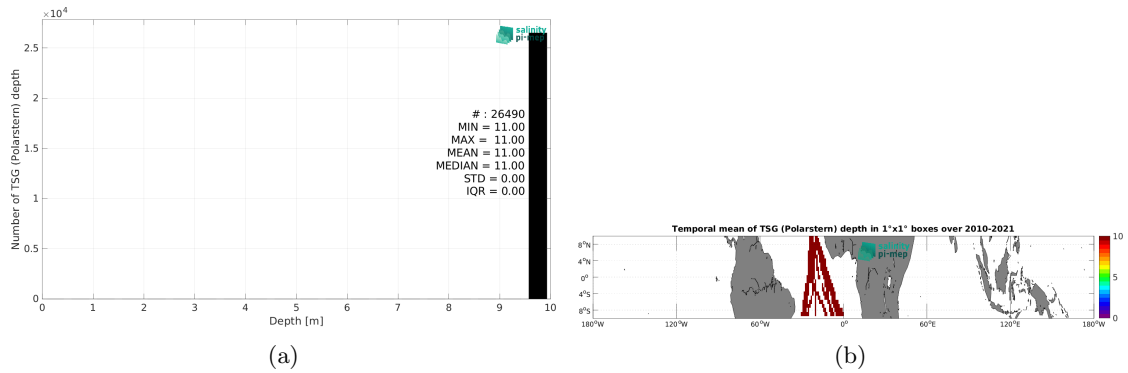 ×10⁴
2.5
2
1.5
1
0.5
0
Number of TSG (Polarstern) depth
salinity
pi-mep
# : 26490
MIN = 11.00
MAX = 11.00
MEAN = 11.00
MEDIAN = 11.00
STD = 0.00
IQR = 0.00
0 1 2 3 4 5 6 7 8 9 10
Depth [m]
(a)
Temporal mean of TSG (Polarstern) depth in 1°x1° boxes over 2010-2021
8°N
4°N
0°
4°S
8°S
salinity
pi-mep
180°W 120°W 60°W 0° 60°E 120°E 180°W
10
5
0
(b)